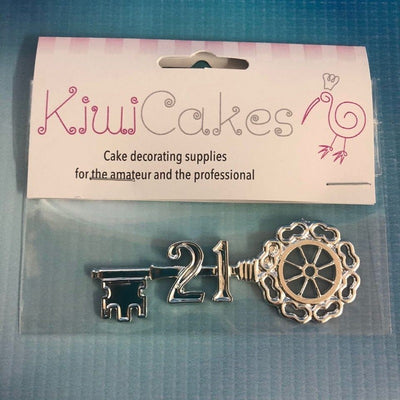 KiwiCakes
Cake decorating supplies
for the amateur and the professional
21